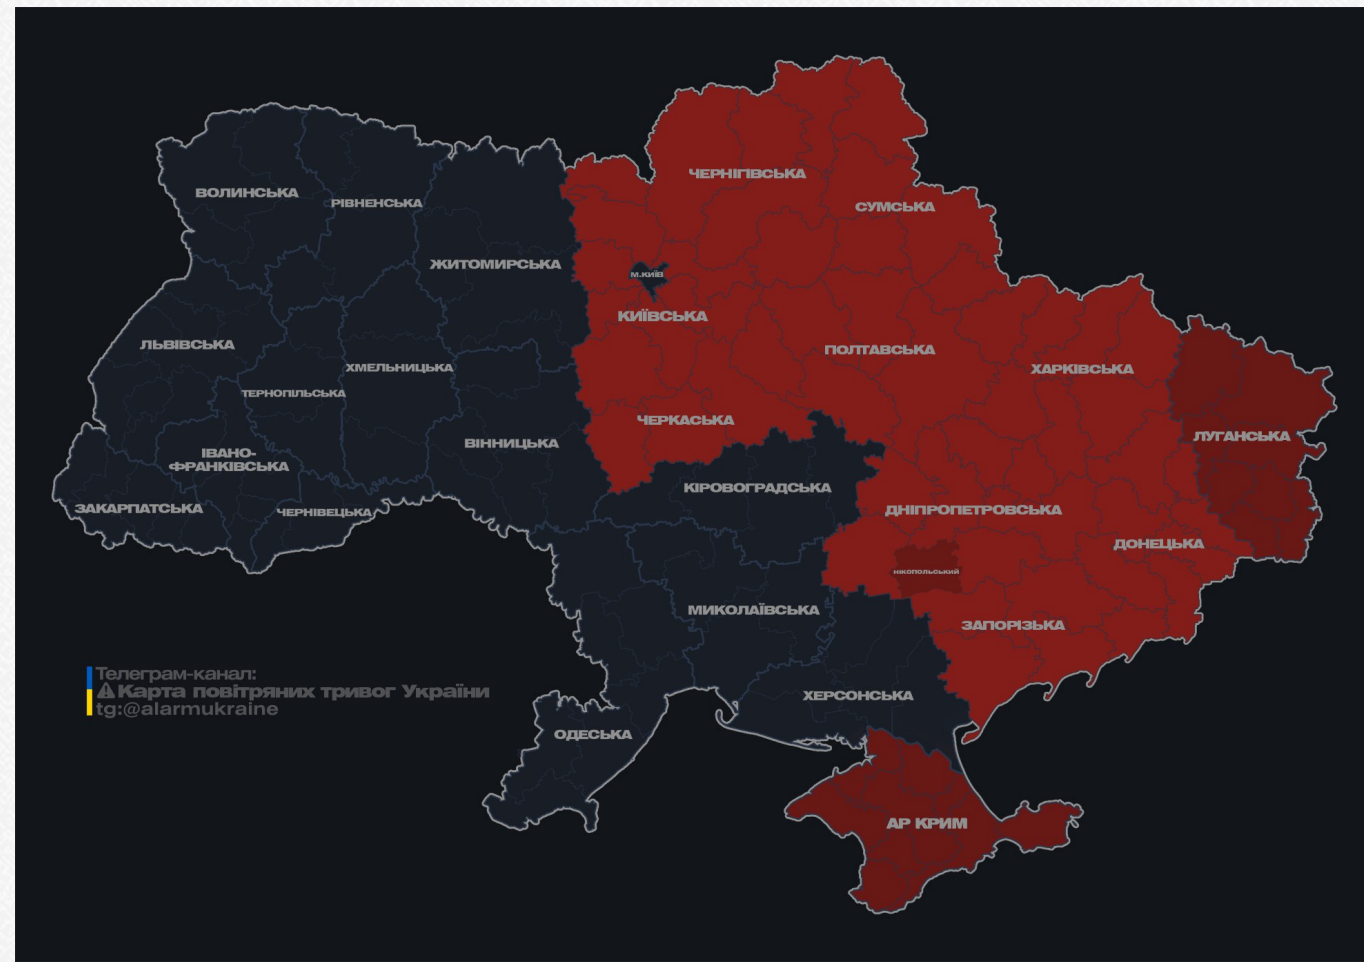 ЧЕРНІГІВСЬКА
ВОЛИНСЬКА
РІВНЕНСЬКА
СУМСЬКА
ЖИТОМИРСЬКА
М.КИЇВ
КИЇВСЬКА
ЛЬВІВСЬКА
ПОЛТАВСЬКА
ХМЕЛЬНИЦЬКА
ХАРКІВСЬКА
ТЕРНОПІЛЬСЬКА
ЧЕРКАСЬКА
ЛУГАНСЬКА
ВІННИЦЬКА
ІВАНО-
ФРАНКІВСЬКА
КІРОВОГРАДСЬКА
ЗАКАРПАТСЬКА
ЧЕРНІВЕЦЬКА
ДНІПРОПЕТРОВСЬКА
ДОНЕЦЬКА
НІКОПОЛЬСЬКИЙ
МИКОЛАЇВСЬКА
ЗАПОРІЗЬКА
Телеграм-канал:
Карта повітряних тривог України
tg:@alarmukraine
ХЕРСОНСЬКА
ОДЕСЬКА
АР КРИМ